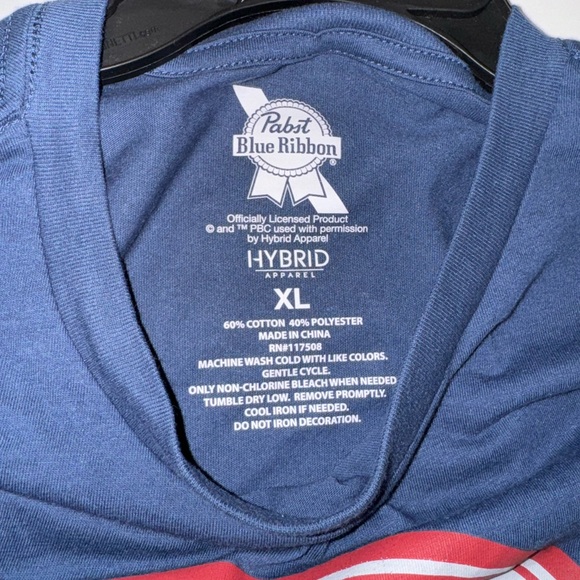 Pabst
Blue Ribbon®
Officially Licensed Product
© and ™ PBC used with permission
by Hybrid Apparel
HYBRID
APPAREL
XL
60% COTTON 40% POLYESTER
MADE IN CHINA
RN#117508
MACHINE WASH COLD WITH LIKE COLORS.
GENTLE CYCLE.
ONLY NON-CHLORINE BLEACH WHEN NEEDED
TUMBLE DRY LOW. REMOVE PROMPTLY.
COOL IRON IF NEEDED.
DO NOT IRON DECORATION.